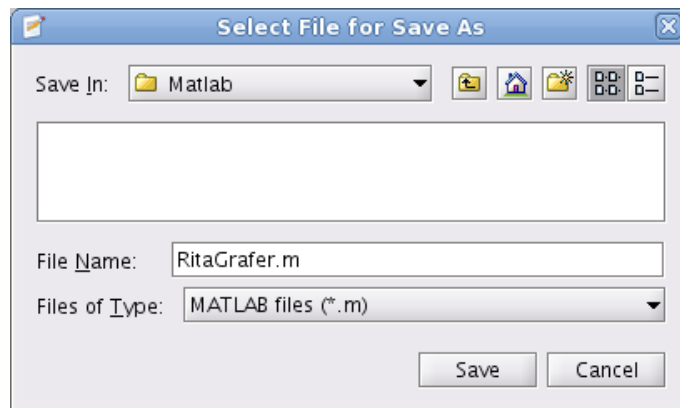 Select File for Save As
Save In: Matlab
File Name: RitaGrafer.m
Files of Type: MATLAB files (*.m)
Save Cancel